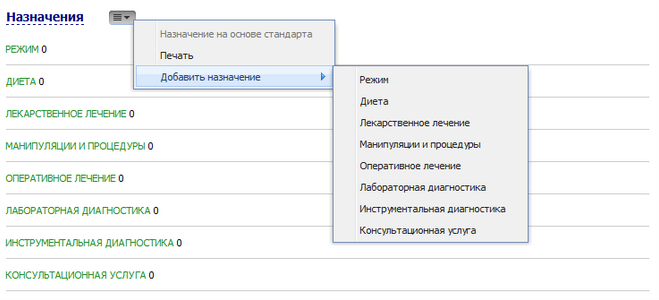 Назначения
Назначение на основе стандарта
Печать
Добавить назначение
Режим
Диета
Лекарственное лечение
Манипуляции и процедуры
Оперативное лечение
Лабораторная диагностика
Инструментальная диагностика
Консультационная услуга
РЕЖИМ 0
ДИЕТА 0
ЛЕКАРСТВЕННОЕ ЛЕЧЕНИЕ 0
МАНИПУЛЯЦИИ И ПРОЦЕДУРЫ 0
ОПЕРАТИВНОЕ ЛЕЧЕНИЕ 0
ЛАБОРАТОРНАЯ ДИАГНОСТИКА 0
ИНСТРУМЕНТАЛЬНАЯ ДИАГНОСТИКА 0
КОНСУЛЬТАЦИОННАЯ УСЛУГА 0